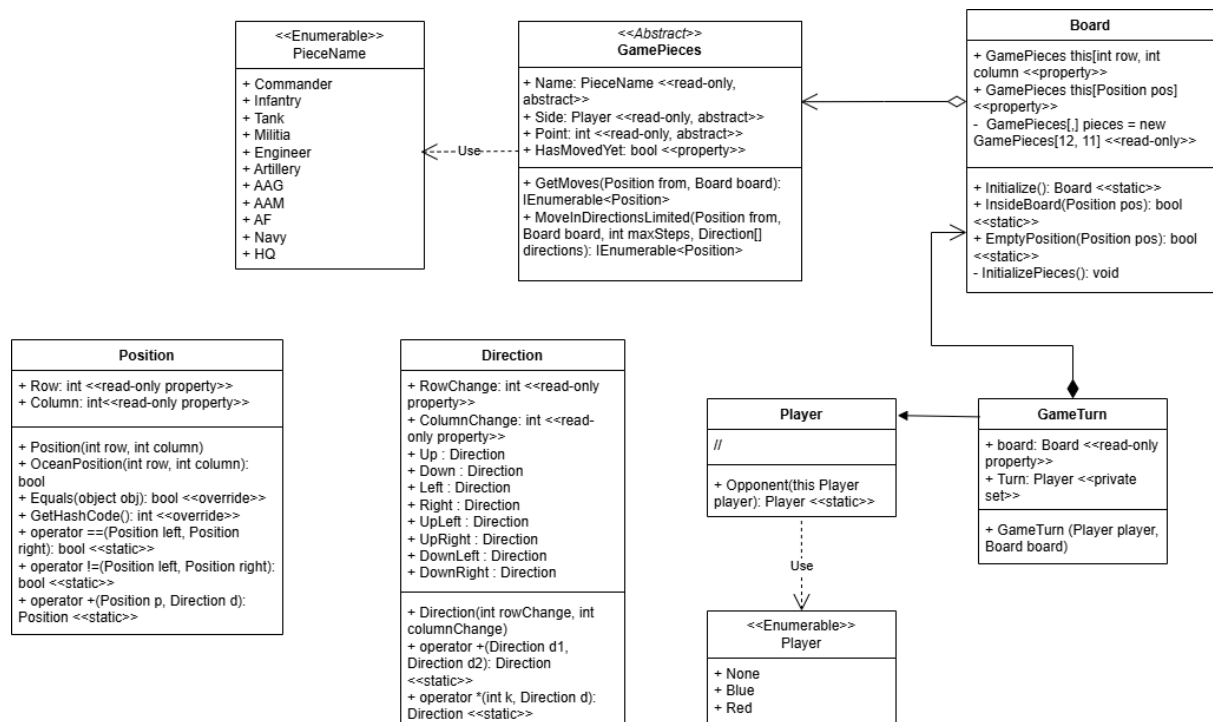 <<Enumerable>>
PieceName
+ Commander
+ Infantry
+ Tank
+ Militia
+ Engineer
+ Artillery
+ AAG
+ AAM
+ AF
+ Navy
+ HQ
Use
<<Abstract>>
GamePieces
+ Name: PieceName <<read-only,
abstract>>
+ Side: Player <<read-only, abstract>>
+ Point: int <<read-only, abstract>>
+ HasMovedYet: bool <<property>>
+ GetMoves(Position from, Board board):
IEnumerable<Position>
+ MoveInDirectionsLimited(Position from,
Board board, int maxSteps, Direction[]
directions): IEnumerable<Position>
Board
+ GamePieces this[int row, int
column <<property>>
+ GamePieces this[Position pos]
<<property>>
- GamePieces[,] pieces = new
GamePieces[12, 11] <<read-only>>
+ Initialize(): Board <<static>>
+ InsideBoard(Position pos): bool
<<static>>
+ EmptyPosition(Position pos): bool
<<static>>
- InitializePieces(): void
Position
+ Row: int <<read-only property>>
+ Column: int<<read-only property>>
+ Position(int row, int column)
+ OceanPosition(int row, int column):
bool
+ Equals(object obj): bool <<override>>
+ GetHashCode(): int <<override>>
+ operator ==(Position left, Position
right): bool <<static>>
+ operator !=(Position left, Position right):
bool <<static>>
+ operator +(Position p, Direction d):
Position <<static>>
Direction
+ RowChange: int <<read-only
property>>
+ ColumnChange: int <<read-
only property>>
+ Up : Direction
+ Down : Direction
+ Left : Direction
+ Right : Direction
+ UpLeft : Direction
+ UpRight : Direction
+ DownLeft : Direction
+ DownRight : Direction
+ Direction(int rowChange, int
columnChange)
+ operator +(Direction d1,
Direction d2): Direction
<<static>>
+ operator *(int k, Direction d):
Direction <<static>>
Player
//
+ Opponent(this Player
player): Player <<static>>
Use
<<Enumerable>>
Player
+ None
+ Blue
+ Red
GameTurn
+ board: Board <<read-only
property>>
+ Turn: Player <<private
set>>
+ GameTurn (Player player,
Board board)